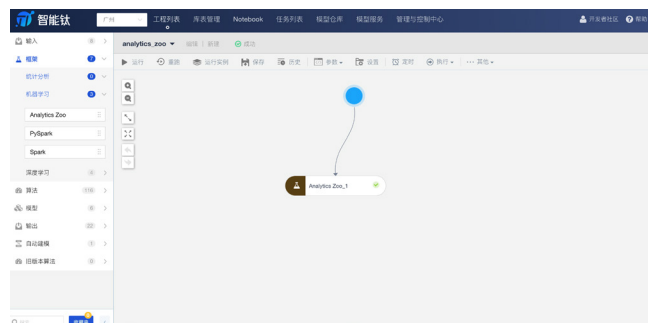 智能钛 广州 工程列表 库表管理 Notebook 任务列表 模型仓库 模型服务 管理与控制中心 开发者社区 帮助
输入
analytics_zoo 编辑 | 新建 成功
框架
运行 重跑 运行实例 保存 历史 参数 设置 定时 执行 其他
统计分析
机器学习
Analytics Zoo
PySpark
Spark
深度学习
算法
模型 6
输出 22
自动建模 1
旧版本算法 0
Analytics Zoo_1